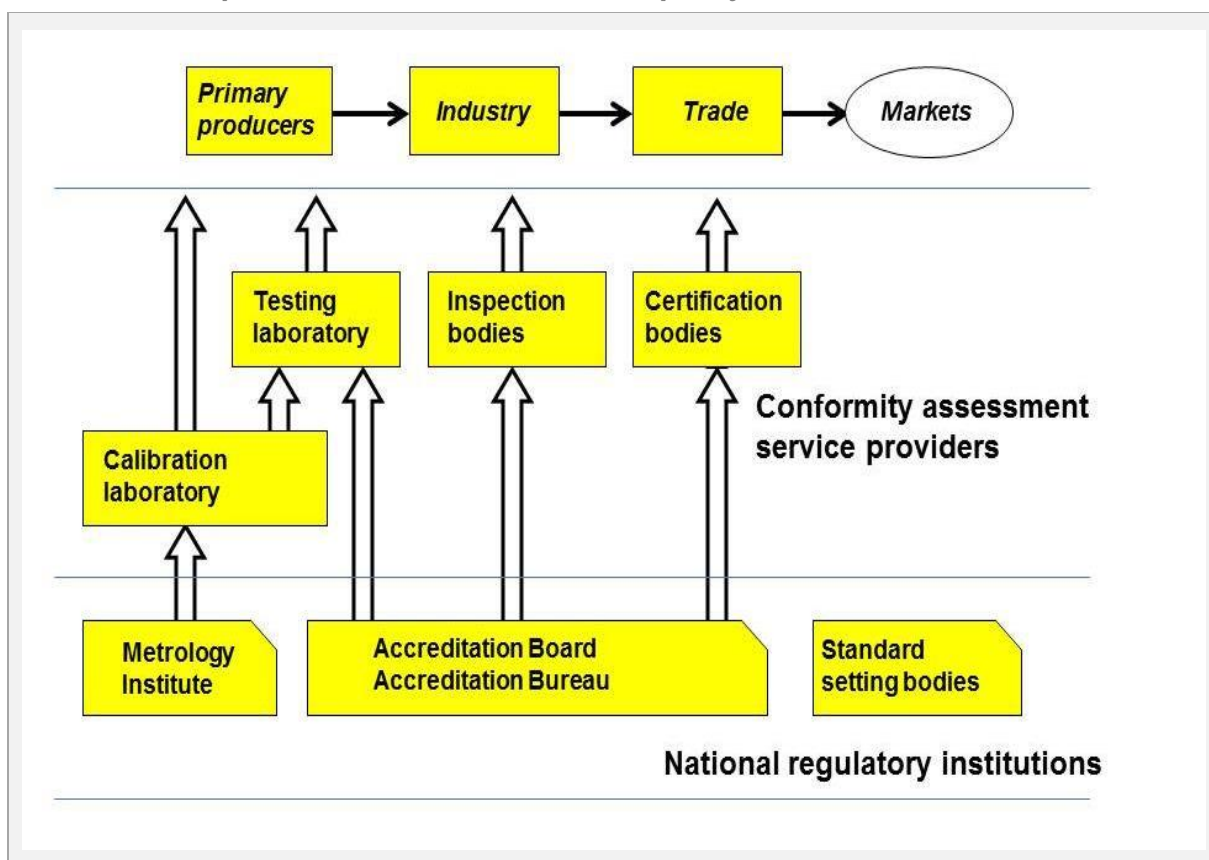 Primary
producers
Industry
Trade
Markets
Testing
laboratory
Inspection
bodies
Certification
bodies
Conformity assessment
service providers
Calibration
laboratory
Metrology
Institute
Accreditation Board
Accreditation Bureau
Standard
setting bodies
National regulatory institutions